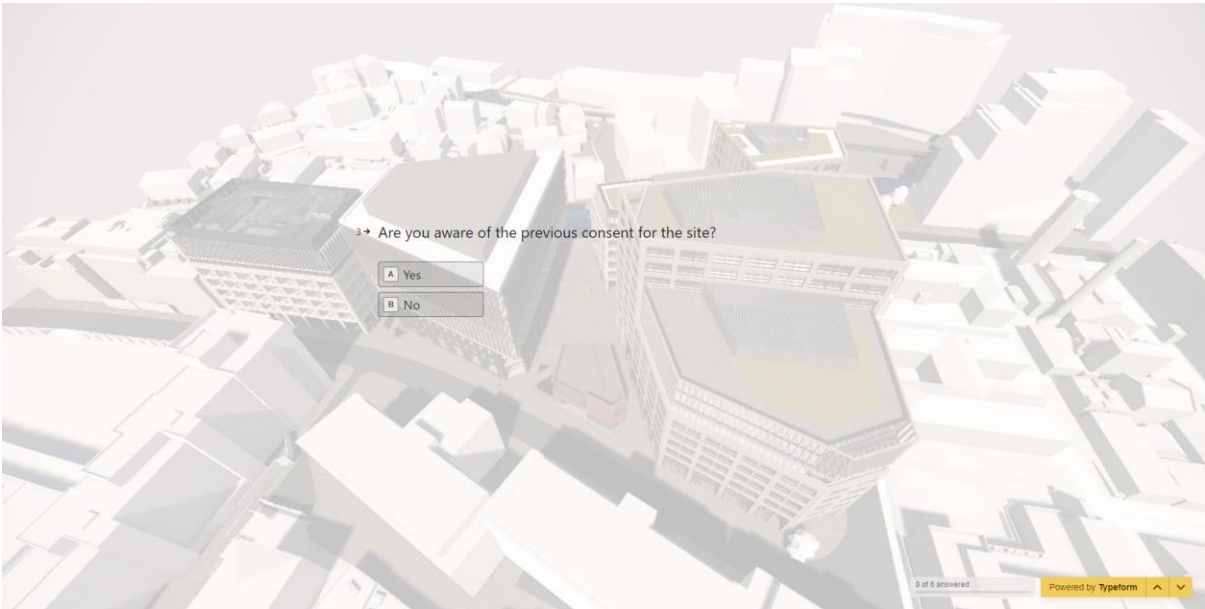 3→ Are you aware of the previous consent for the site?
A Yes
B No
0 of 6 answered
Powered by Typeform